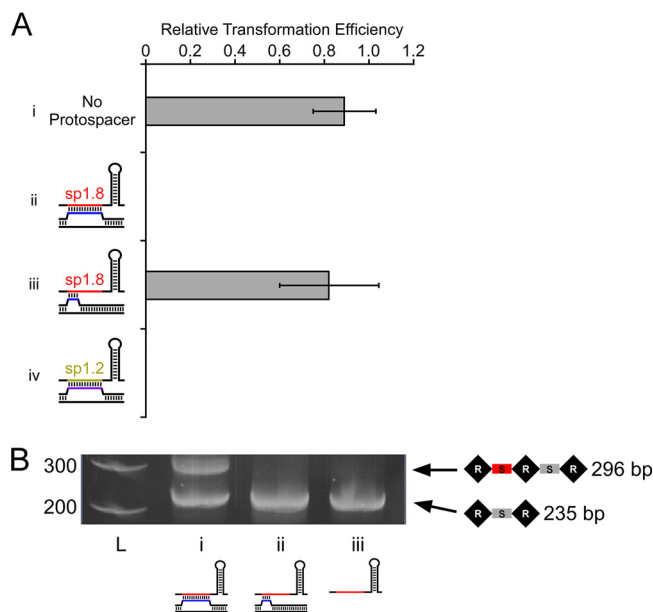 A
Relative Transformation Efficiency
0 0.2 0.4 0.6 0.8 1.0 1.2
i No
Protospacer
ii sp1.8
iii sp1.8
iv sp1.2
B
300
200
R S R S R 296 bp
R S R 235 bp
L i ii iii